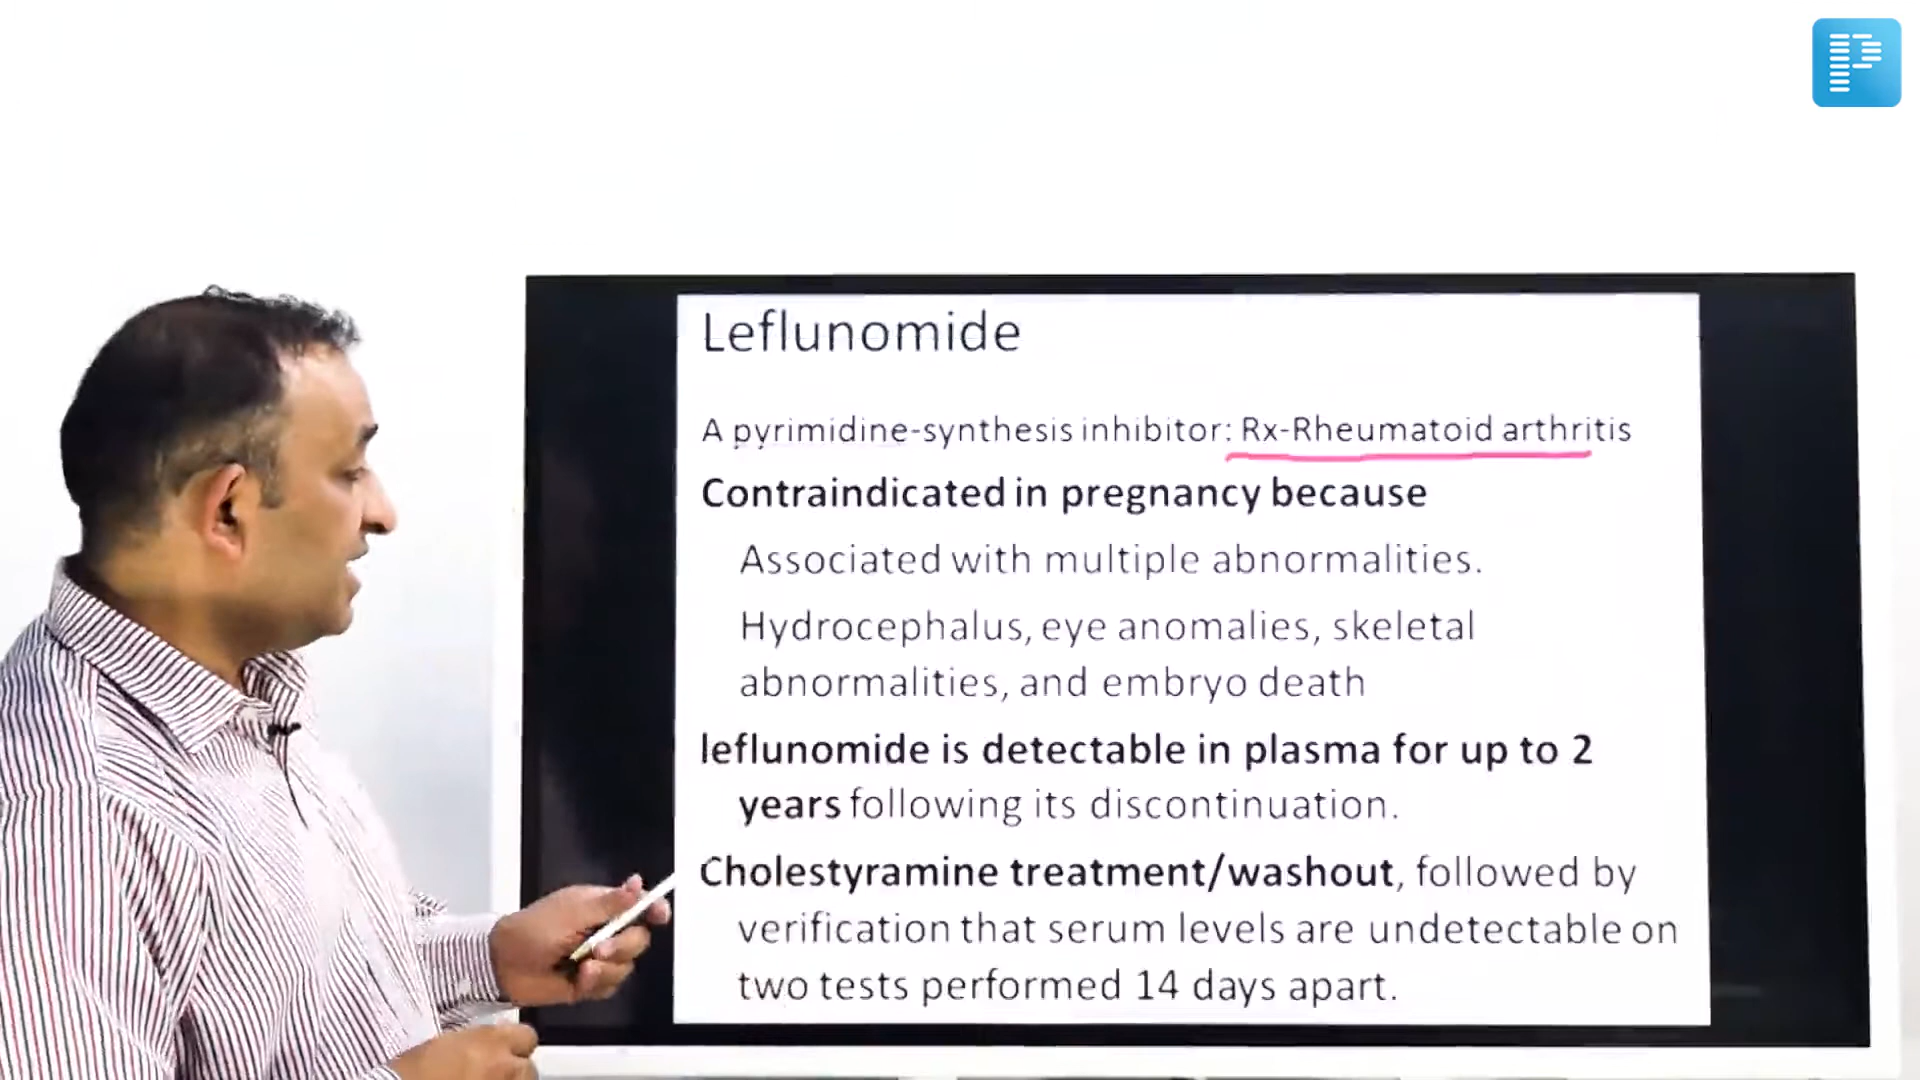 Leflunomide
A pyrimidine-synthesis inhibitor: Rx-Rheumatoid arthritis
Contraindicated in pregnancy because
Associated with multiple abnormalities.
Hydrocephalus, eye anomalies, skeletal
abnormalities, and embryo death
leflunomide is detectable in plasma for up to 2
years following its discontinuation.
Cholestyramine treatment/washout, followed by
verification that serum levels are undetectable on
two tests performed 14 days apart.